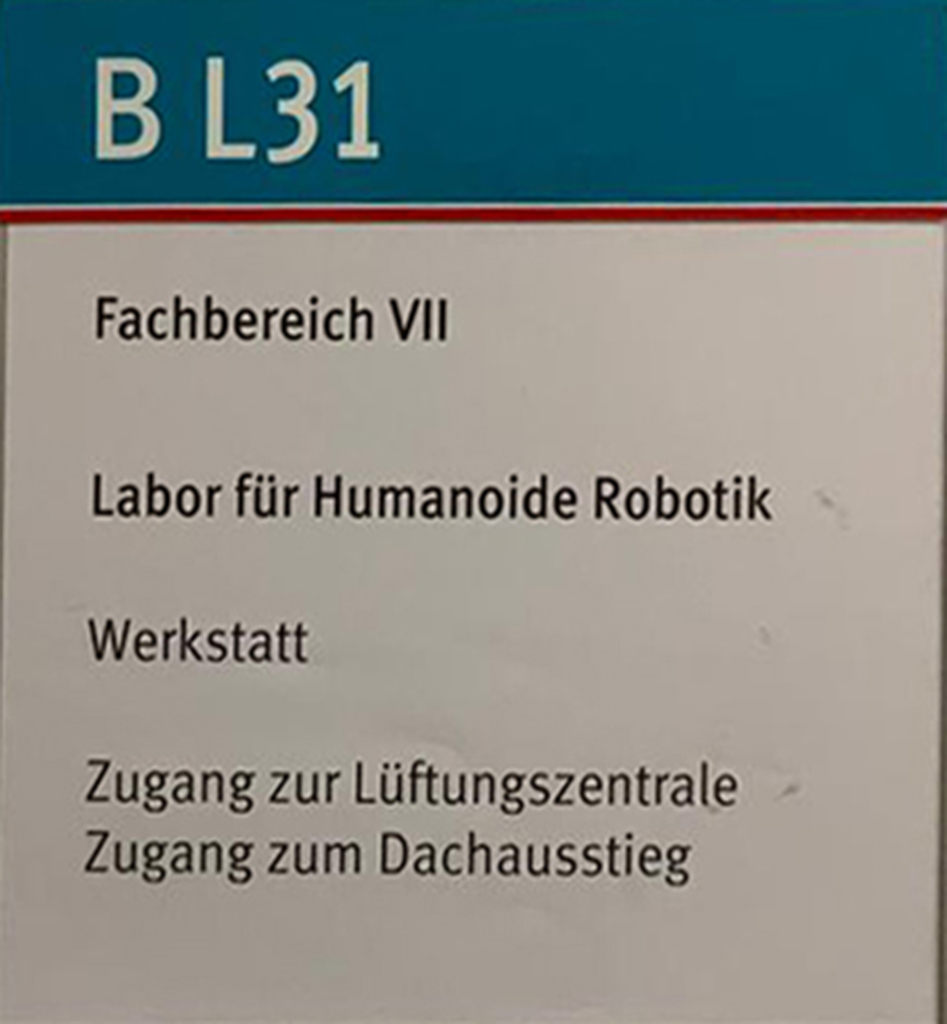 B L31
Fachbereich VII
Labor für Humanoide Robotik
Werkstatt
Zugang zur Lüftungszentrale
Zugang zum Dachausstieg